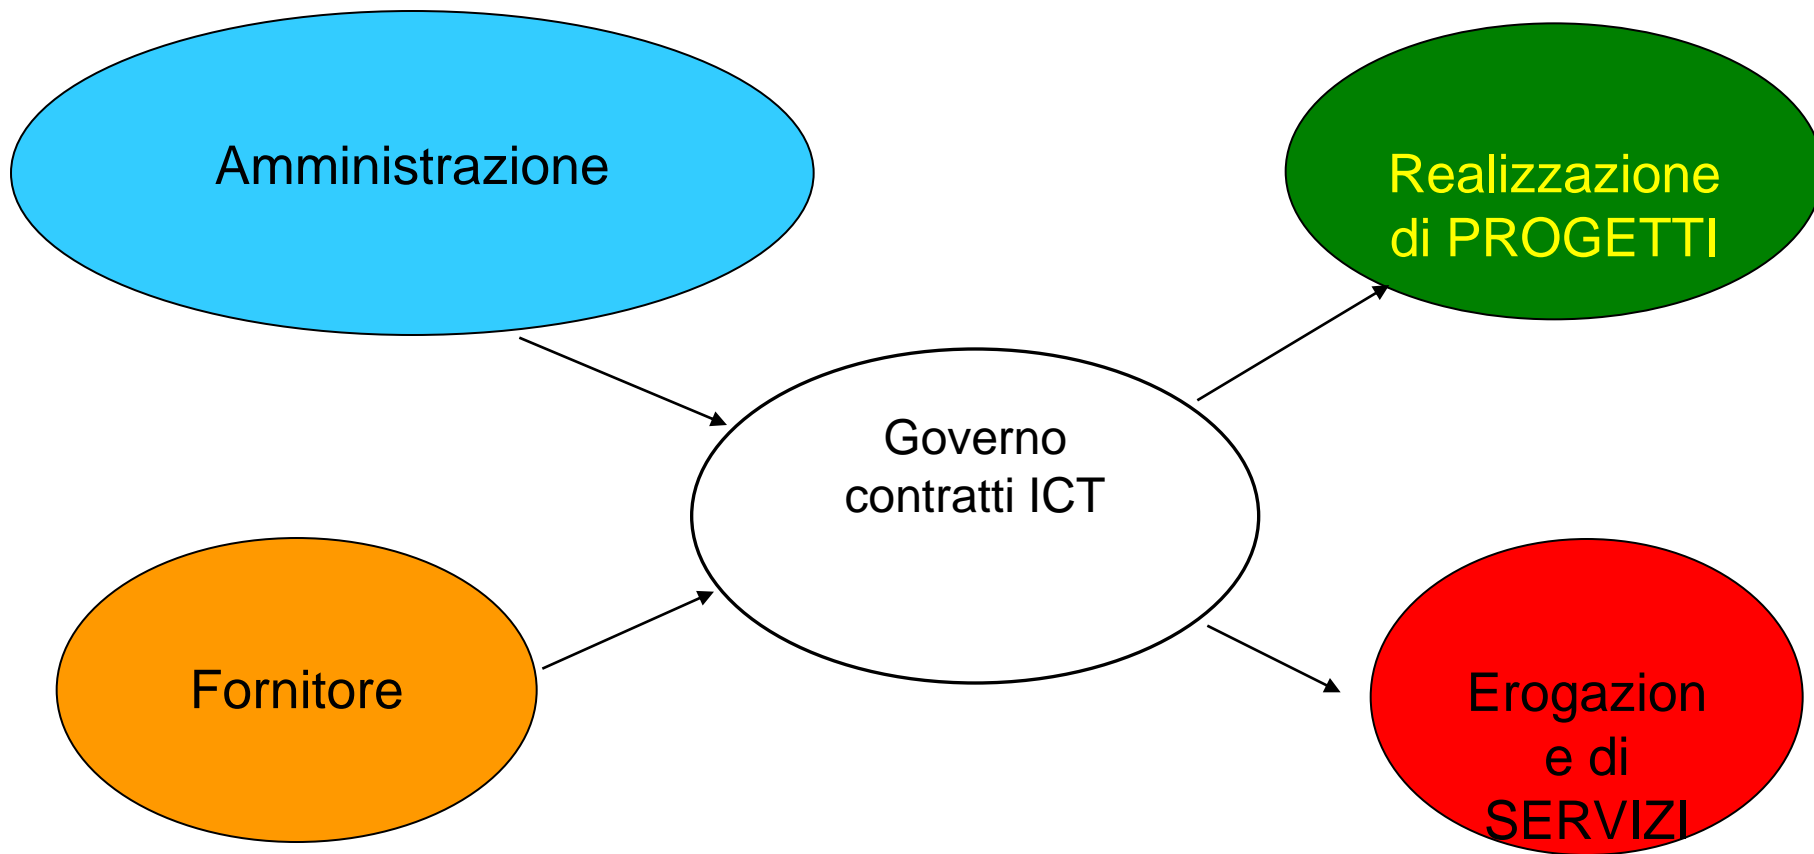 Amministrazione
Realizzazione
di PROGETTI
Governo
contratti ICT
Fornitore
Erogazion
e di
SERVIZI